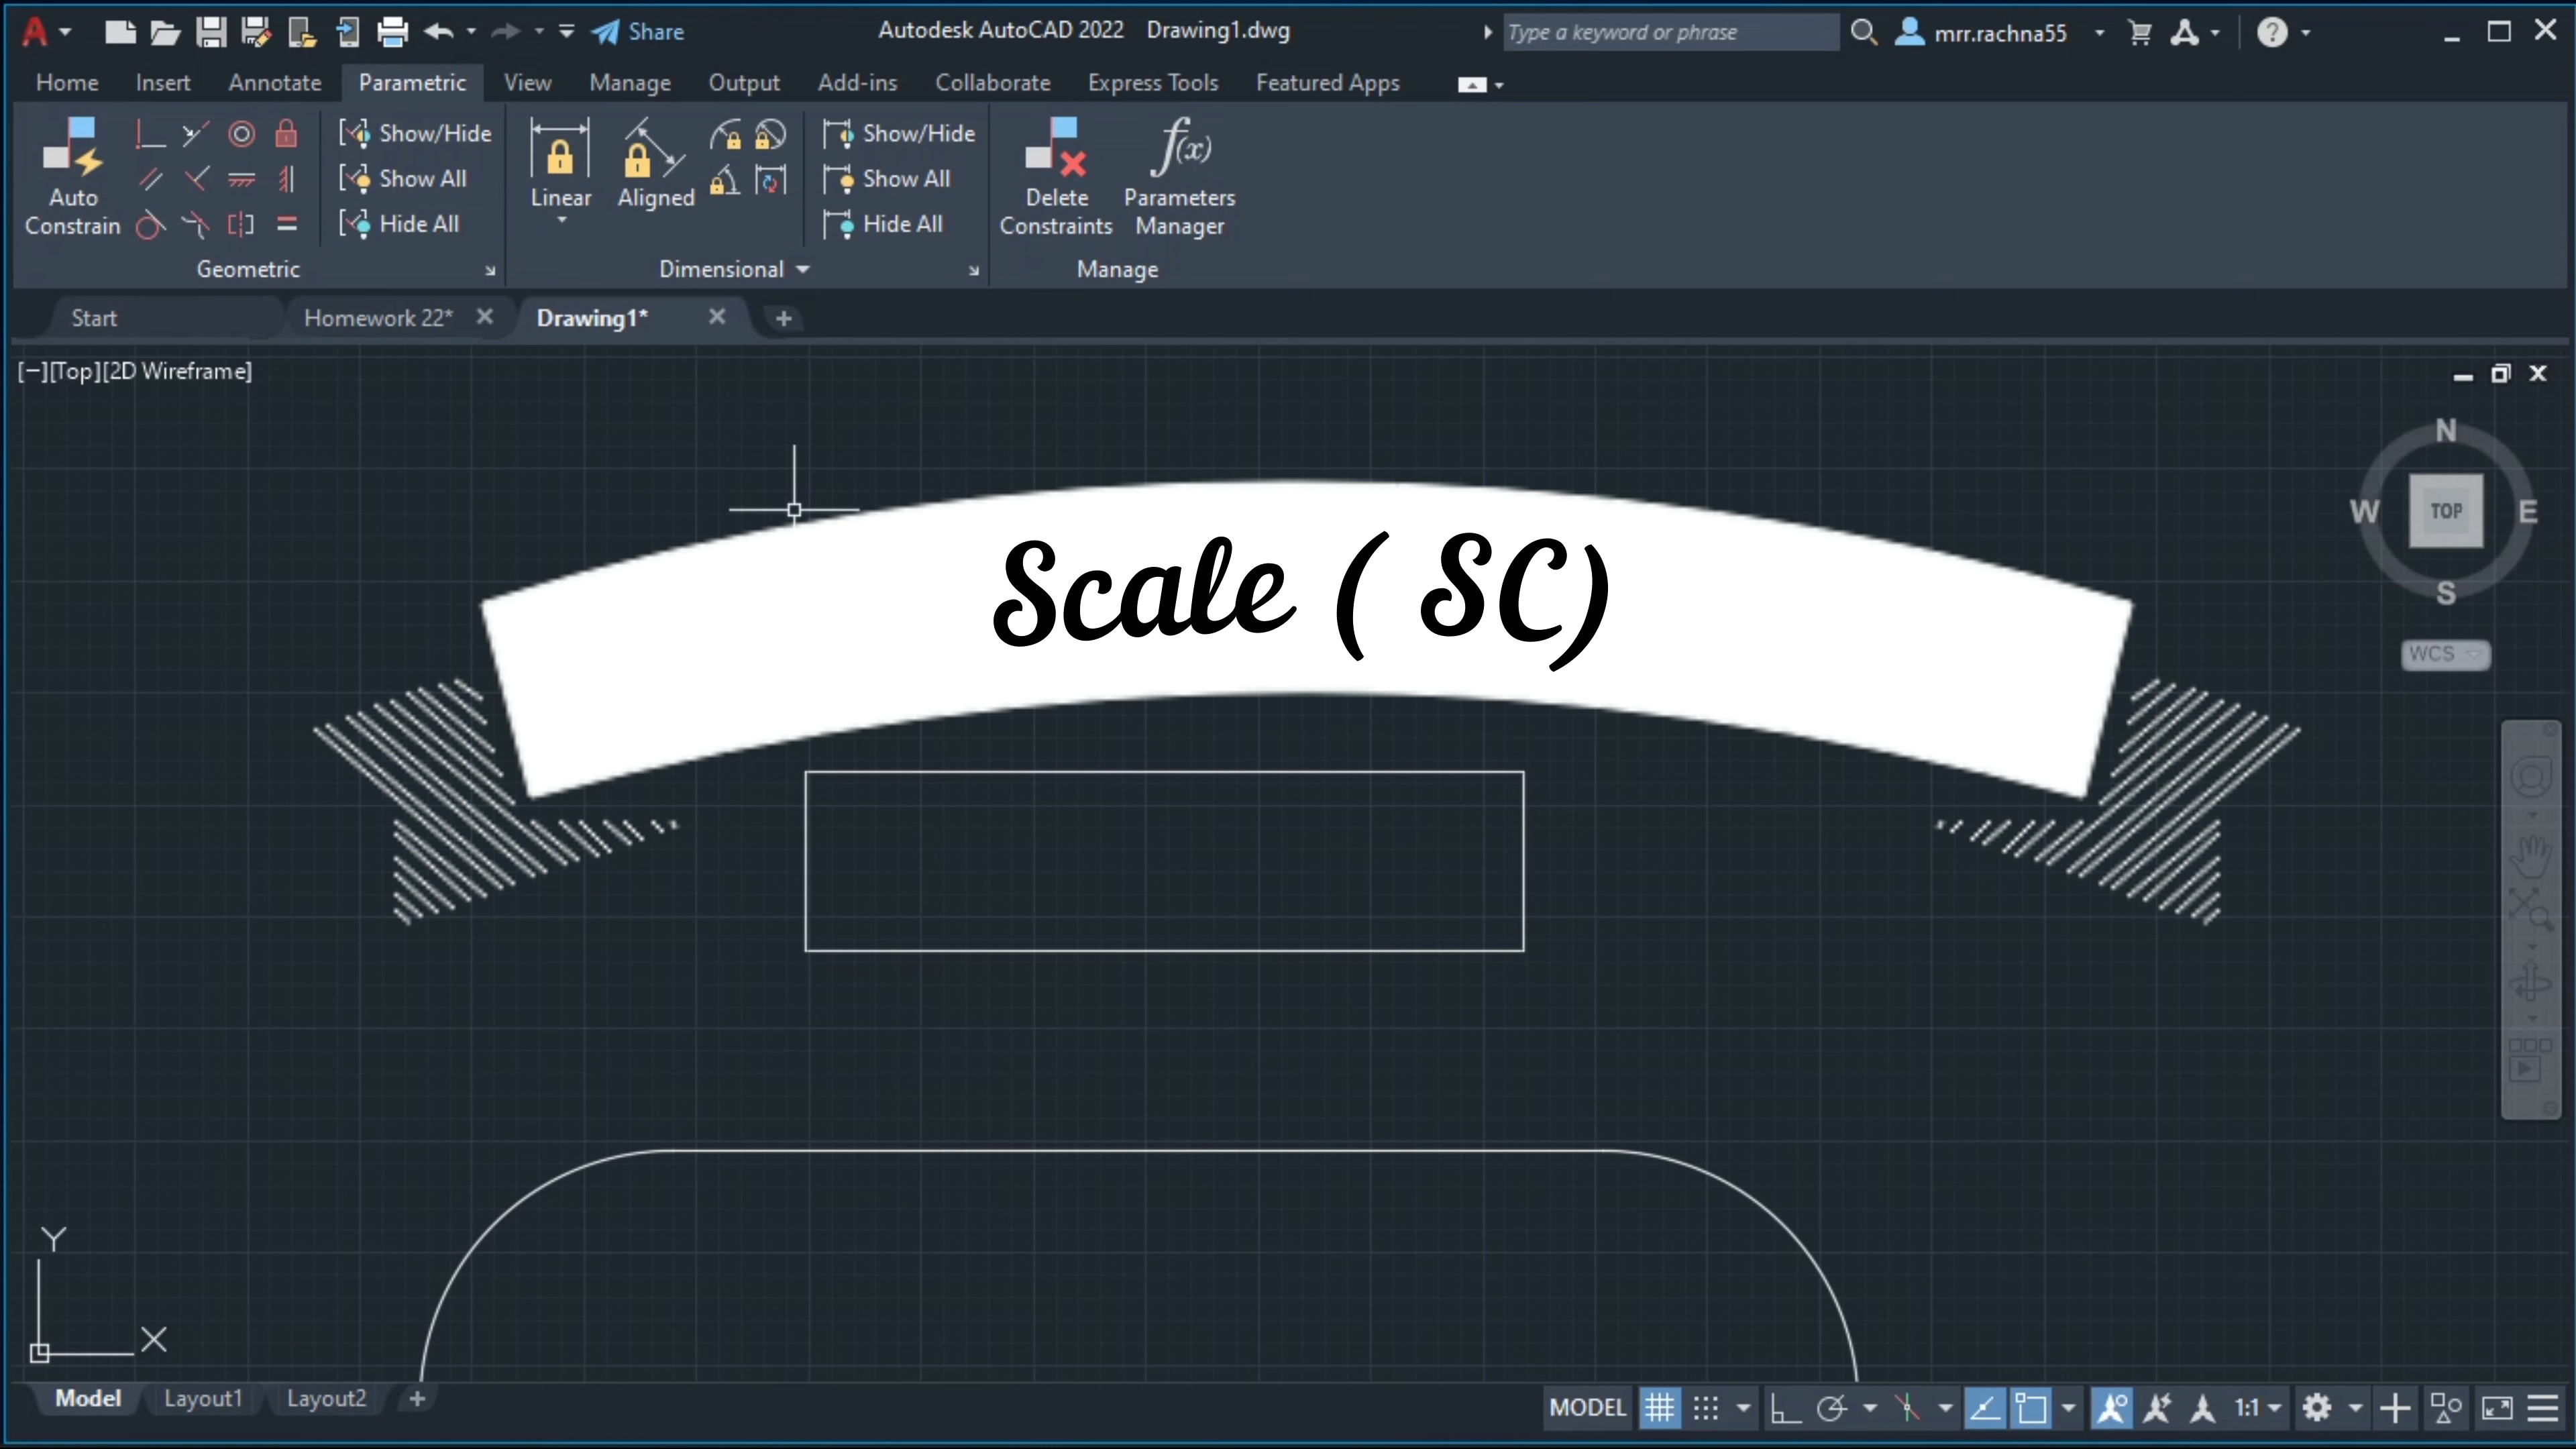 Share
Autodesk AutoCAD 2022 Drawing1.dwg
Type a keyword or phrase
mrr.rachna55
Home Insert Annotate Parametric View Manage Output Add-ins Collaborate Express Tools Featured Apps
Auto Constrain
Show/Hide
Show All
Hide All
Geometric
Linear
Aligned
Show/Hide
Show All
Hide All
Dimensional
Delete Constraints
f(x)
Parameters Manager
Manage
Start Homework 22* Drawing1*
[−][Top][2D Wireframe]
Scale ( SC)
N
W TOP E
S
WCS
Y
X
Model Layout1 Layout2
MODEL 1:1